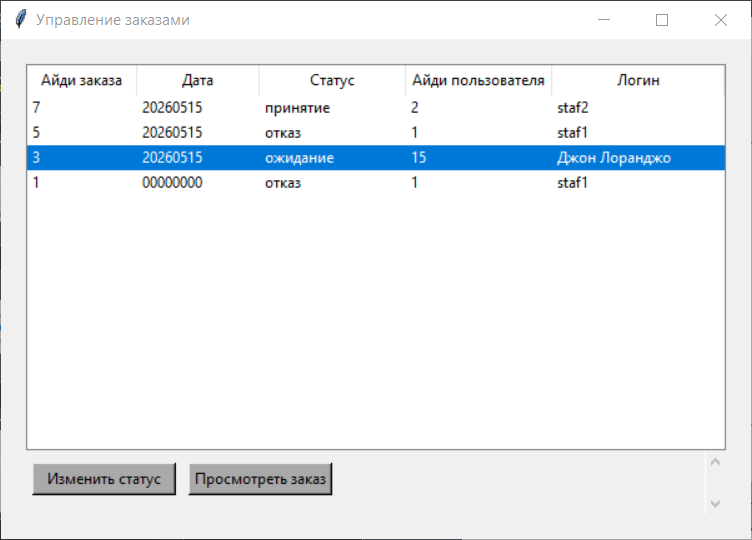 Управление заказами
Айди заказа Дата Статус Айди пользователя Логин
7 20260515 принятие 2 staf2
5 20260515 отказ 1 staf1
3 20260515 ожидание 15 Джон Лоранджо
1 00000000 отказ 1 staf1
Изменить статус Просмотреть заказ